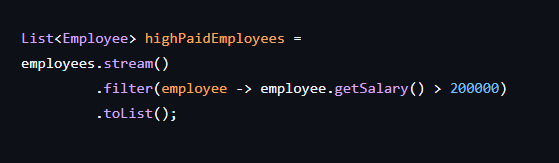 List<Employee> highPaidEmployees =
employees.stream()
.filter(employee -> employee.getSalary() > 200000)
.toList();